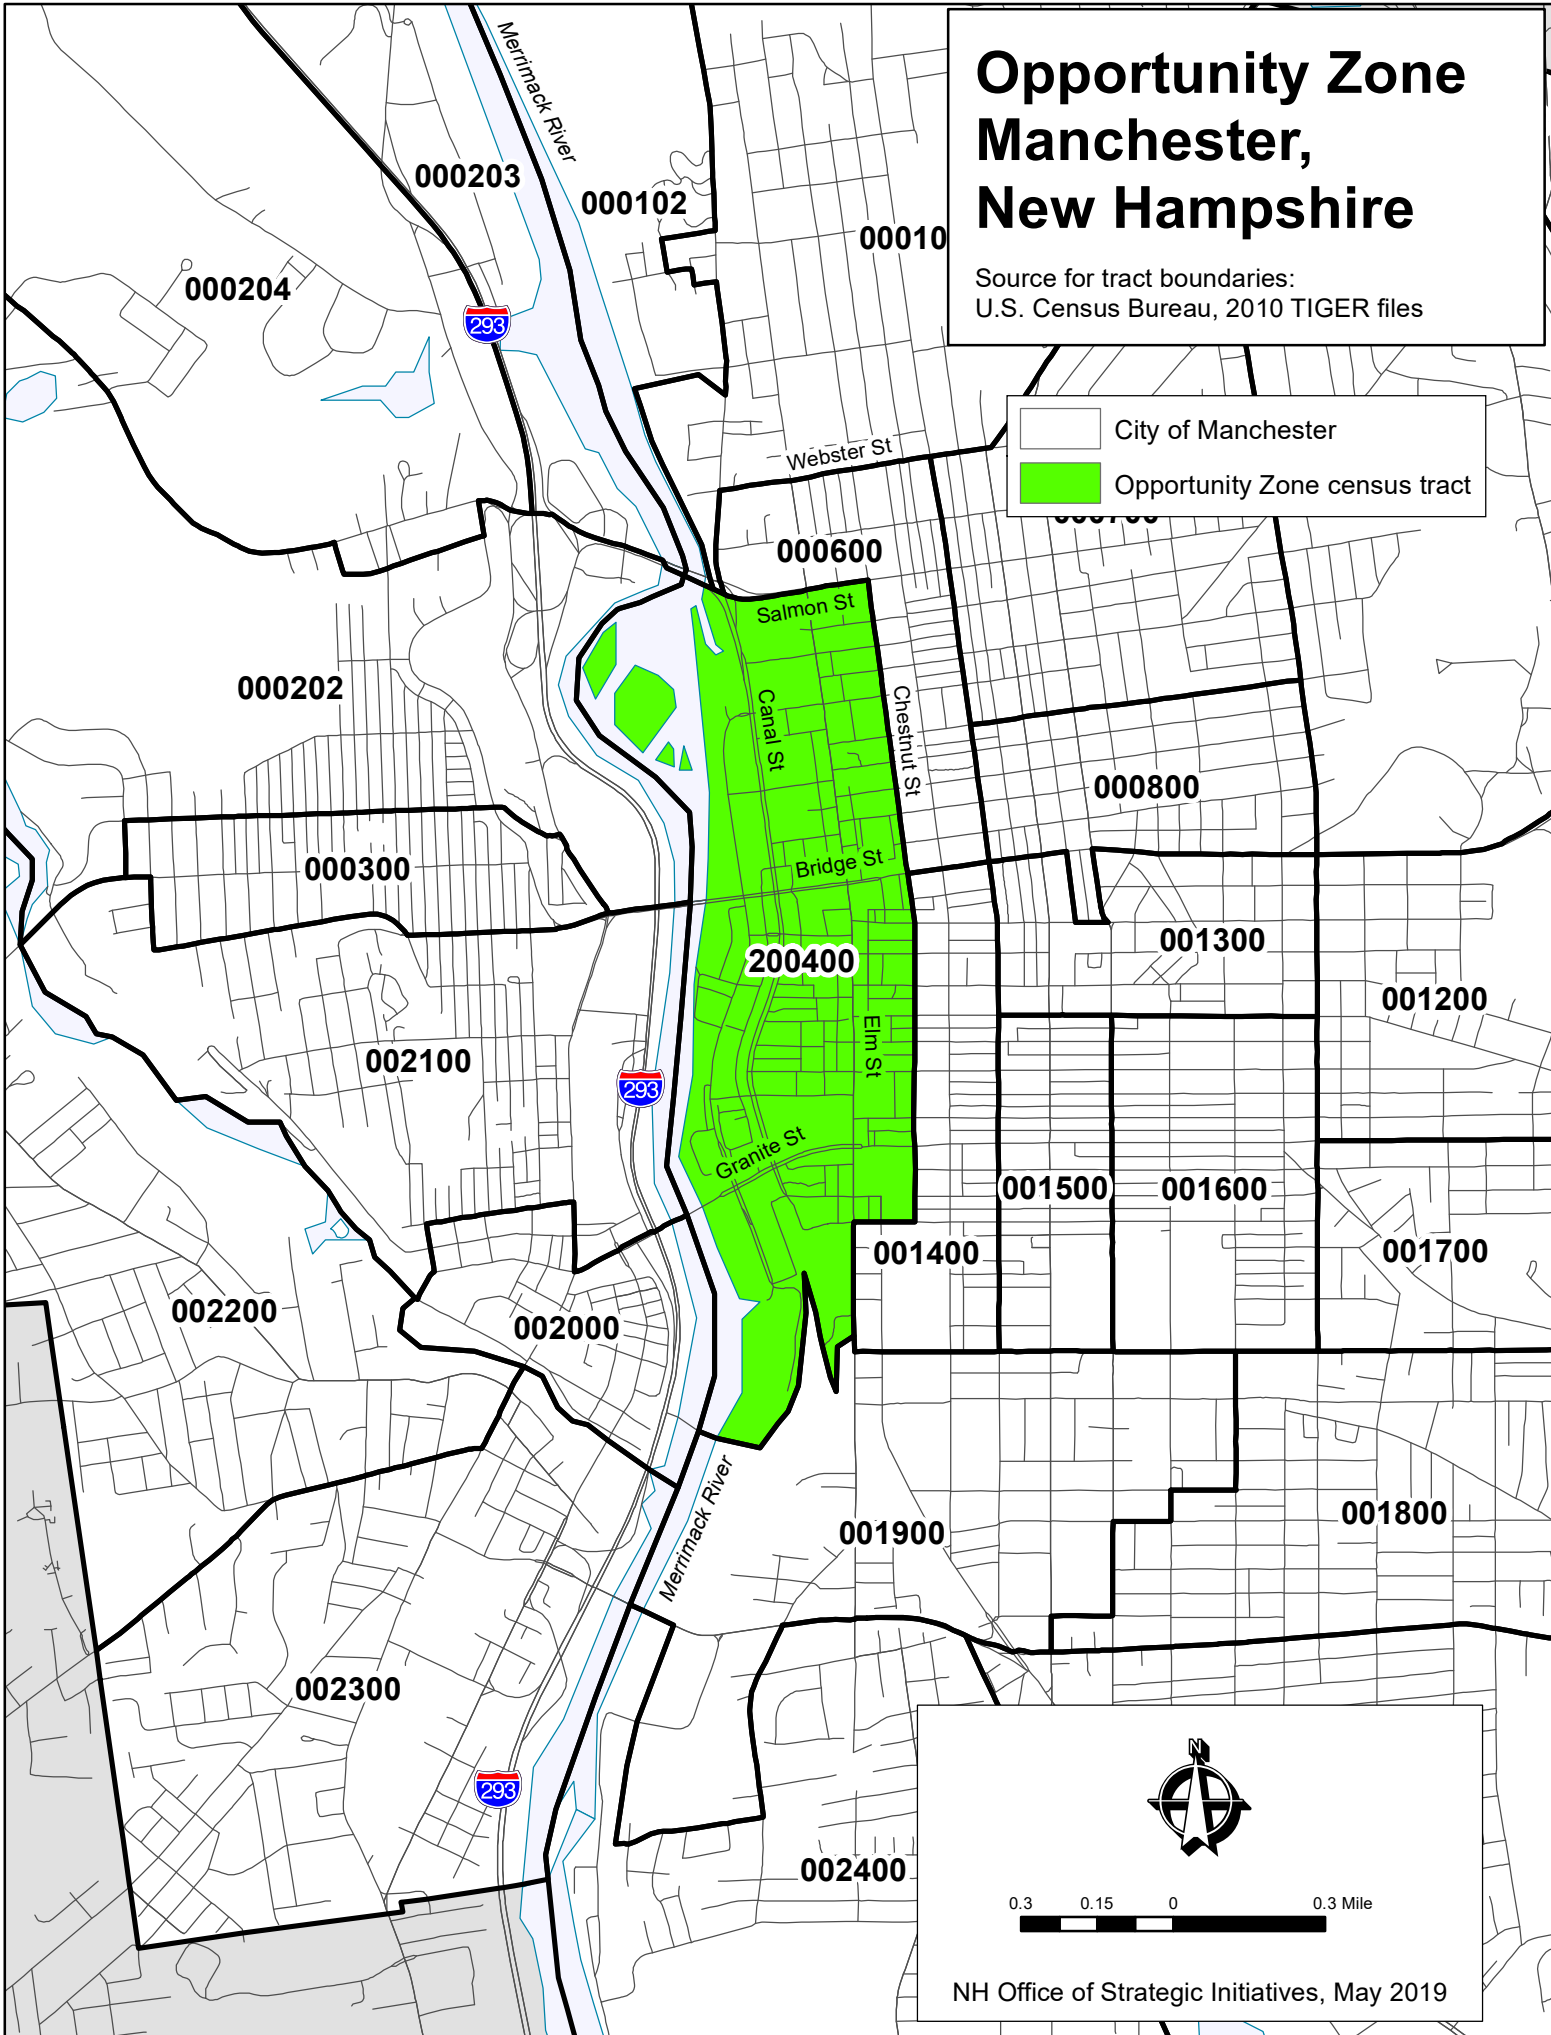 Opportunity Zone
Manchester,
New Hampshire
Source for tract boundaries:
U.S. Census Bureau, 2010 TIGER files
City of Manchester
Opportunity Zone census tract
Merrimack River
000203
000102
00010
000204
293
Webster St
000600
Salmon St
000202
Canal St
Chestnut St
000800
000300
Bridge St
200400
001300
001200
Elm St
002100
293
Granite St
001500
001600
001400
001700
002200
002000
Merrimack River
001900
001800
002300
293
002400
N
0.3 0.15 0 0.3 Mile
NH Office of Strategic Initiatives, May 2019